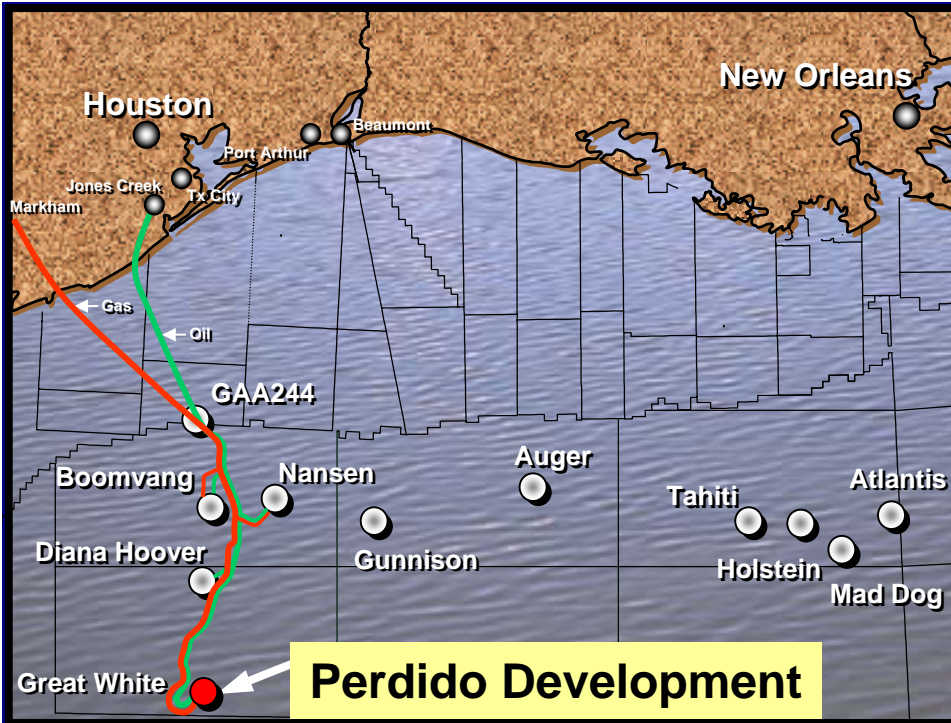 New Orleans
Houston
Beaumont
Port Arthur
Jones Creek
Tx City
Markham
Gas
Oil
GAA244
Boomvang
Nansen
Auger
Tahiti
Atlantis
Diana Hoover
Gunnison
Holstein
Mad Dog
Great White
Perdido Development